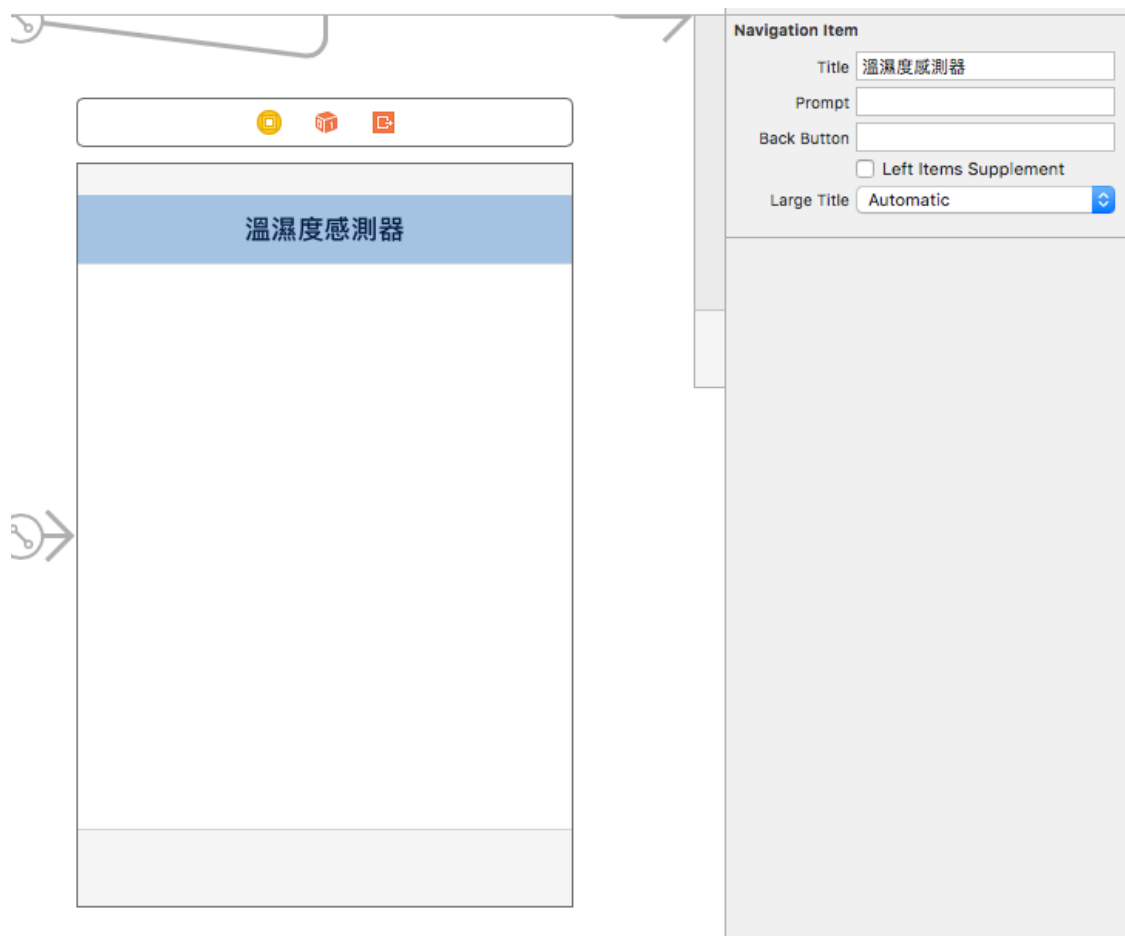 Navigation Item
Title 溫濕度感測器
Prompt
Back Button
Left Items Supplement
Large Title Automatic
溫濕度感測器